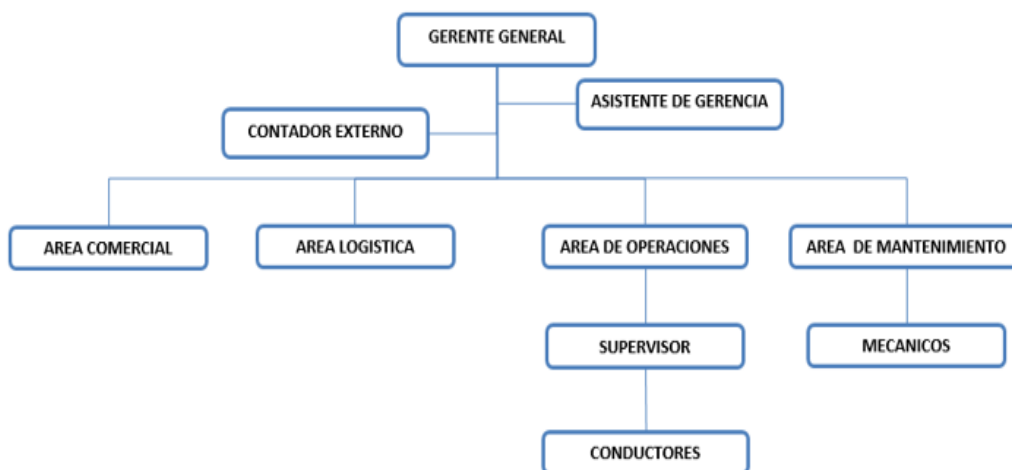 GERENTE GENERAL
ASISTENTE DE GERENCIA
CONTADOR EXTERNO
AREA COMERCIAL
AREA LOGISTICA
AREA DE OPERACIONES
AREA DE MANTENIMIENTO
SUPERVISOR
MECANICOS
CONDUCTORES